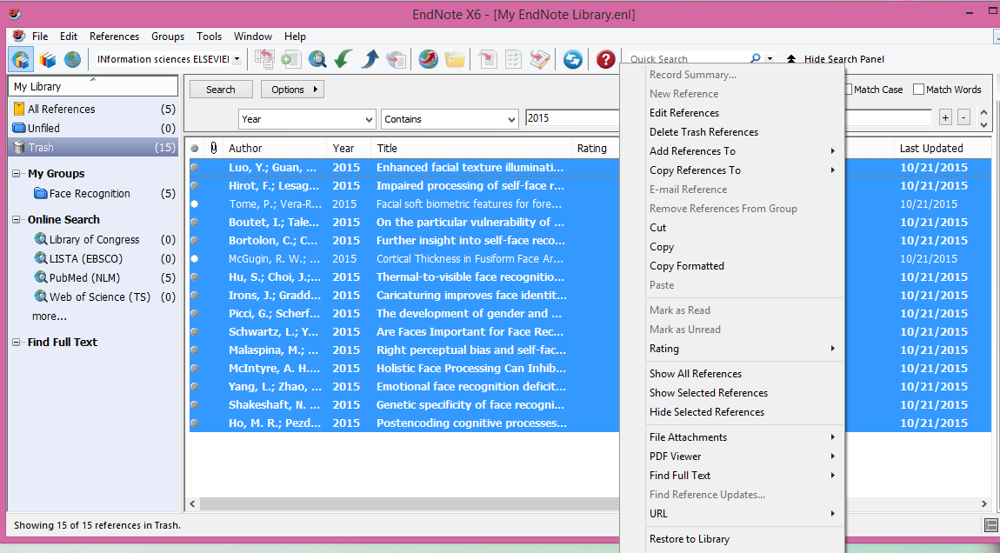 EndNote X6 - [My EndNote Library.enl]
File Edit References Groups Tools Window Help
INformation sciences ELSEVIEI
Quick Search
Hide Search Panel
My Library
All References (5)
Unfiled (0)
Trash (15)
My Groups
Face Recognition (5)
Online Search
Library of Congress (0)
LISTA (EBSCO) (0)
PubMed (NLM) (5)
Web of Science (TS) (0)
more...
Find Full Text
Search Options
Match Case Match Words
Year Contains 2015
+ -
Author Year Title Rating Last Updated
Luo, Y.; Guan, ... 2015 Enhanced facial texture illuminati... 10/21/2015
Hirot, F.; Lesag... 2015 Impaired processing of self-face r... 10/21/2015
Tome, P.; Vera-R... 2015 Facial soft biometric features for fore... 10/21/2015
Boutet, I.; Tale... 2015 On the particular vulnerability of ... 10/21/2015
Bortolon, C.; C... 2015 Further insight into self-face reco... 10/21/2015
McGugin, R. W.; ... 2015 Cortical Thickness in Fusiform Face Ar... 10/21/2015
Hu, S.; Choi, J.;... 2015 Thermal-to-visible face recognitio... 10/21/2015
Irons, J.; Gradd... 2015 Caricaturing improves face identit... 10/21/2015
Picci, G.; Scherf... 2015 The development of gender and ... 10/21/2015
Schwartz, L.; Y... 2015 Are Faces Important for Face Rec... 10/21/2015
Malaspina, M.; ... 2015 Right perceptual bias and self-fac... 10/21/2015
McIntyre, A. H.... 2015 Holistic Face Processing Can Inhib... 10/21/2015
Yang, L.; Zhao, ... 2015 Emotional face recognition deficit... 10/21/2015
Shakeshaft, N. ... 2015 Genetic specificity of face recogni... 10/21/2015
Ho, M. R.; Pezd... 2015 Postencoding cognitive processes... 10/21/2015
Record Summary...
New Reference
Edit References
Delete Trash References
Add References To
Copy References To
E-mail Reference
Remove References From Group
Cut
Copy
Copy Formatted
Paste
Mark as Read
Mark as Unread
Rating
Show All References
Show Selected References
Hide Selected References
File Attachments
PDF Viewer
Find Full Text
Find Reference Updates...
URL
Restore to Library
Showing 15 of 15 references in Trash.